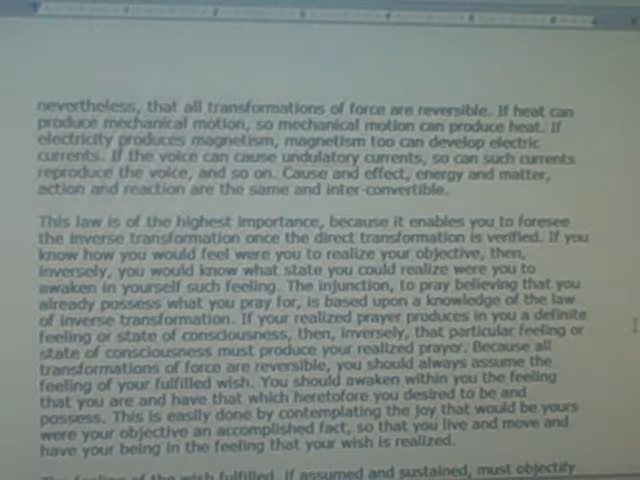 nevertheless, that all transformations of force are reversible. If heat can
produce mechanical motion, so mechanical motion can produce heat. If
electricity produces magnetism, magnetism too can develop electric
currents. If the voice can cause undulatory currents, so can such currents
reproduce the voice, and so on. Cause and effect, energy and matter,
action and reaction are the same and inter-convertible.
This law is of the highest importance, because it enables you to foresee
the inverse transformation once the direct transformation is verified. If you
know how you would feel were you to realize your objective, then,
inversely, you would know what state you could realize were you to
awaken in yourself such feeling. The injunction, to pray believing that you
already possess what you pray for, is based upon a knowledge of the law
of inverse transformation. If your realized prayer produces in you a definite
feeling or state of consciousness, then, inversely, that particular feeling or
state of consciousness must produce your realized prayer. Because all
transformations of force are reversible, you should always assume the
feeling of your fulfilled wish. You should awaken within you the feeling
that you are and have that which heretofore you desired to be and
possess. This is easily done by contemplating the joy that would be yours
were your objective an accomplished fact, so that you live and move and
have your being in the feeling that your wish is realized.
The feeling of the wish fulfilled, if assumed and sustained, must objectify